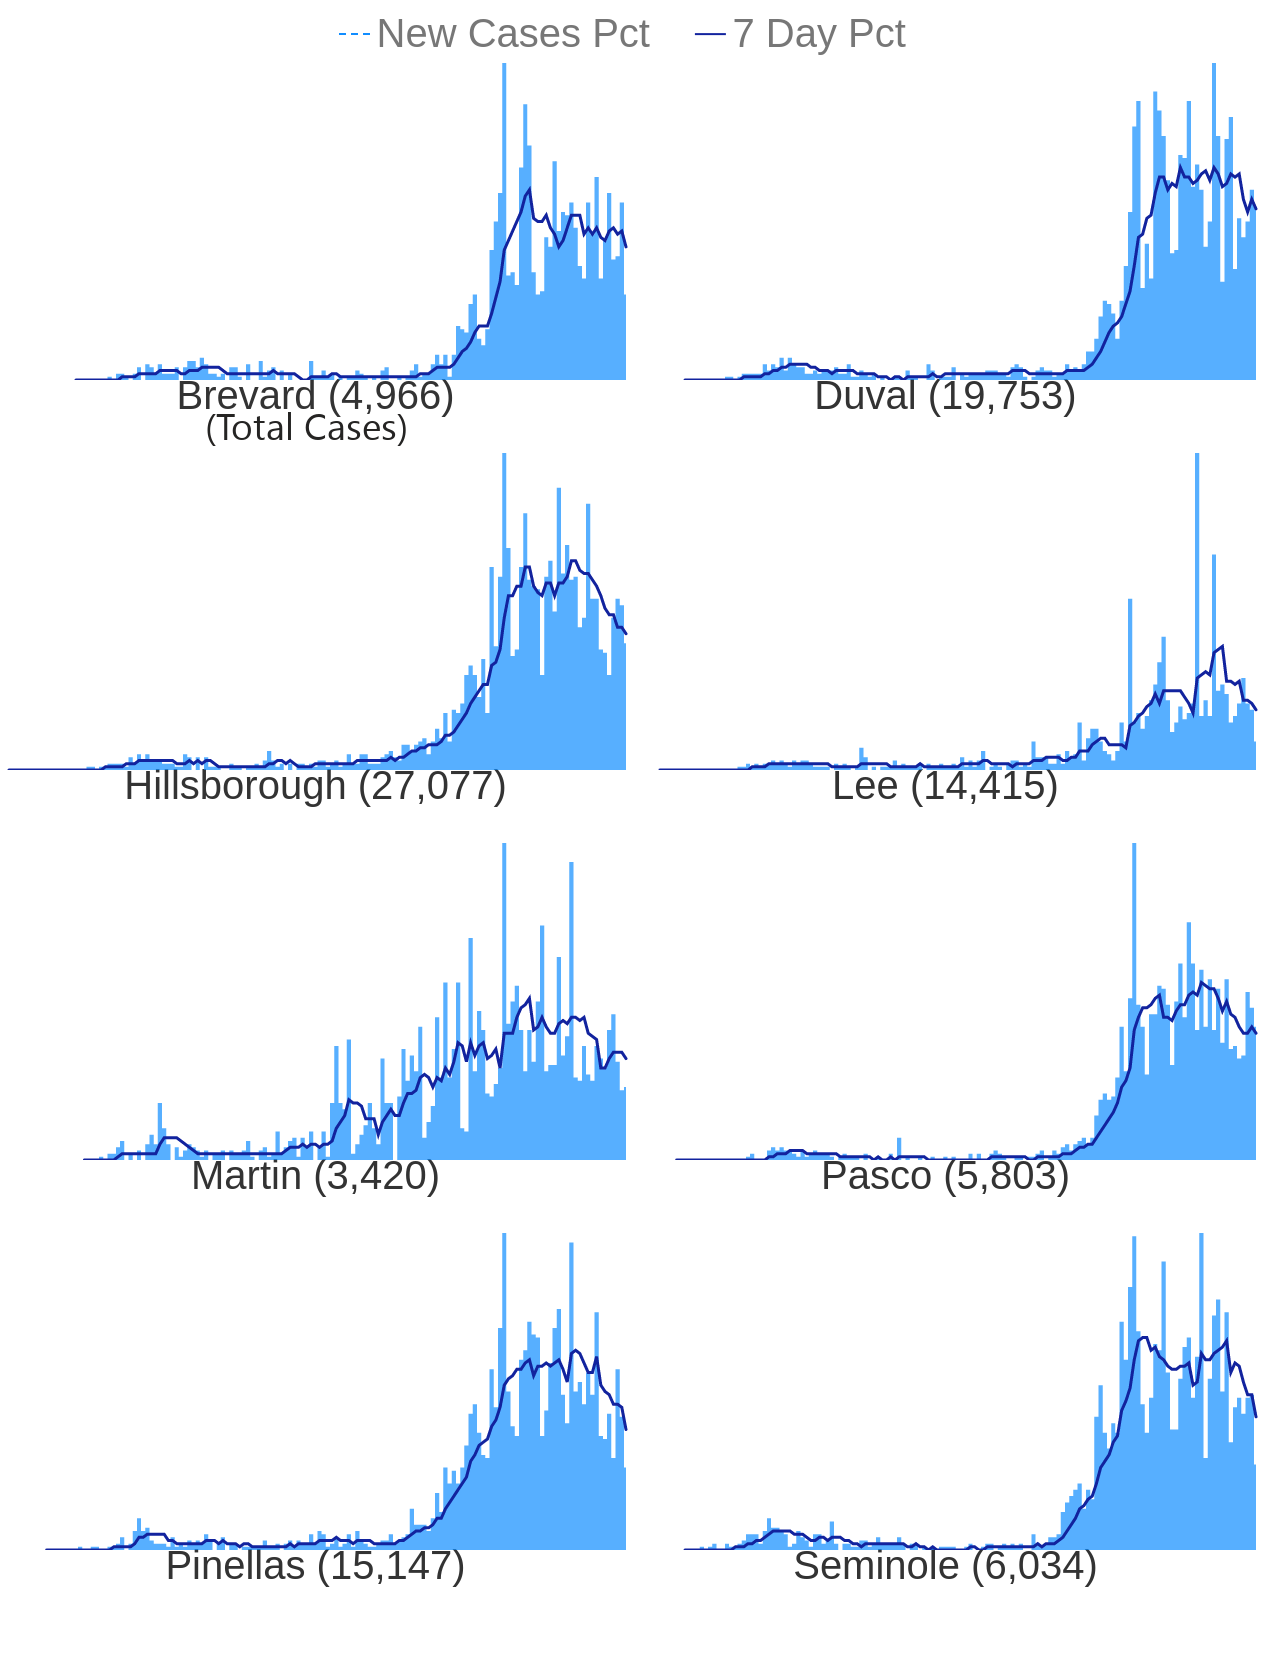 New Cases Pct 7 Day Pct
Brevard (4,966) Duval (19,753)
(Total Cases)
Hillsborough (27,077) Lee (14,415)
Martin (3,420) Pasco (5,803)
Pinellas (15,147) Seminole (6,034)